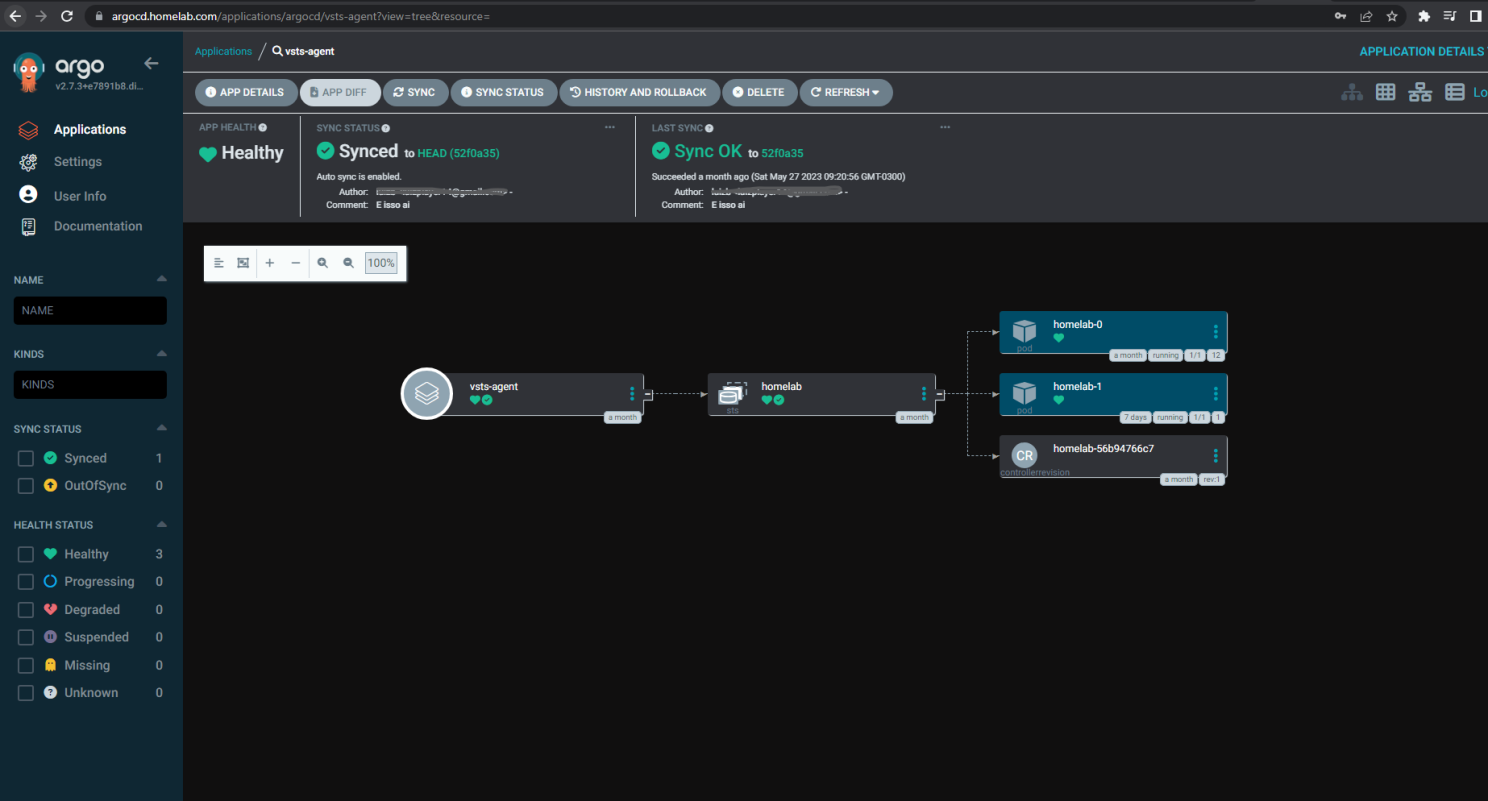 argocd.homelab.com/applications/argocd/vsts-agent?view=tree&resource=
argo
v2.7.3+e7891b8.di...
Applications
Settings
User Info
Documentation
NAME
NAME
KINDS
KINDS
SYNC STATUS
Synced 1
OutOfSync 0
HEALTH STATUS
Healthy 3
Progressing 0
Degraded 0
Suspended 0
Missing 0
Unknown 0
Applications / vsts-agent
APPLICATION DETAILS
APP DETAILS APP DIFF SYNC SYNC STATUS HISTORY AND ROLLBACK DELETE REFRESH
Lo
APP HEALTH
Healthy
SYNC STATUS
Synced to HEAD (52f0a35)
Auto sync is enabled.
Author:
Comment: E isso ai
LAST SYNC
Sync OK to 52f0a35
Succeeded a month ago (Sat May 27 2023 09:20:56 GMT-0300)
Author:
Comment: E isso ai
100%
vsts-agent
a month
homelab
sts
a month
homelab-0
pod
a month running 1/1 12
homelab-1
pod
7 days running 1/1 1
CR
homelab-56b94766c7
controllerrevision
a month rev:1